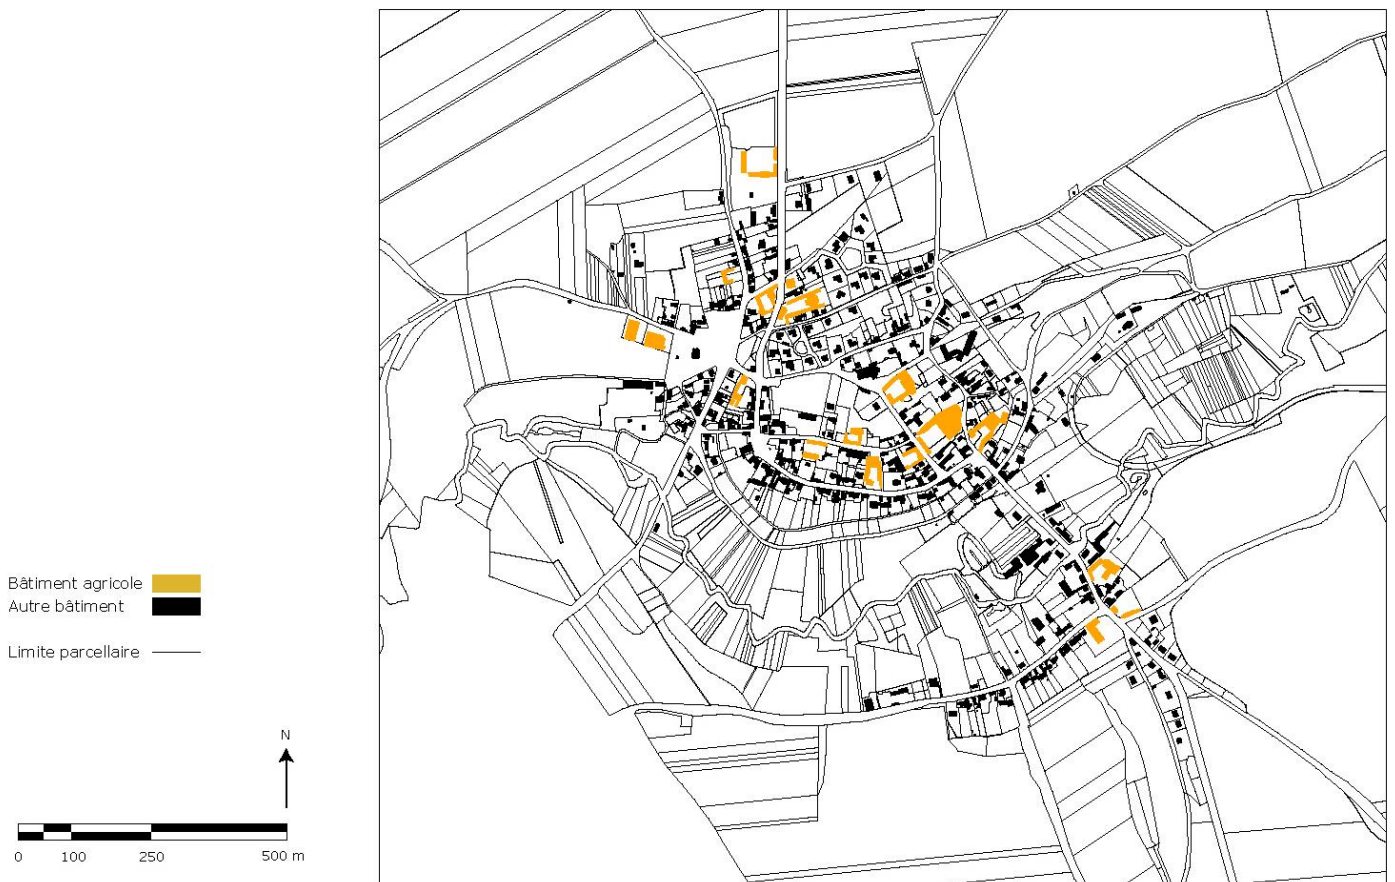 Bâtiment agricole
Autre bâtiment
Limite parcellaire
N
0 100 250 500 m